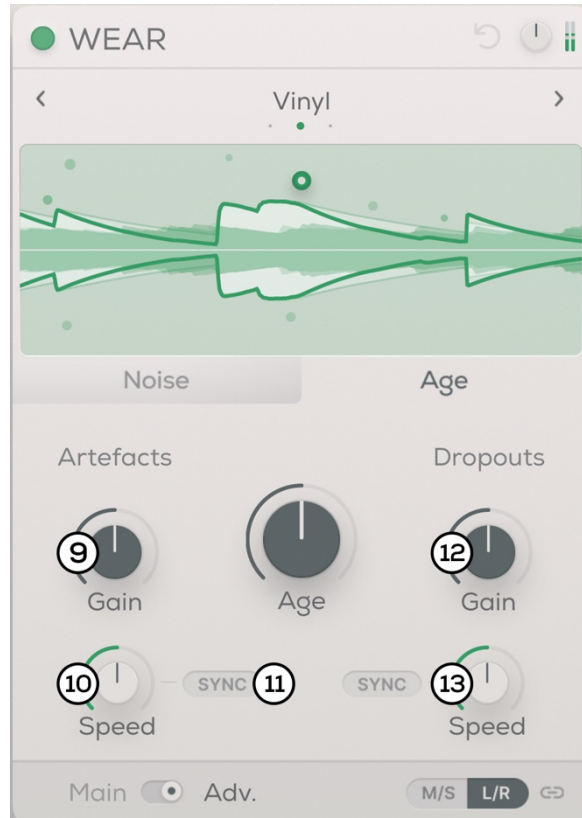 WEAR
Vinyl
Noise Age
Artefacts Dropouts
9 12
Gain Age Gain
10 SYNC 11 SYNC 13
Speed Speed
Main Adv. M/S L/R